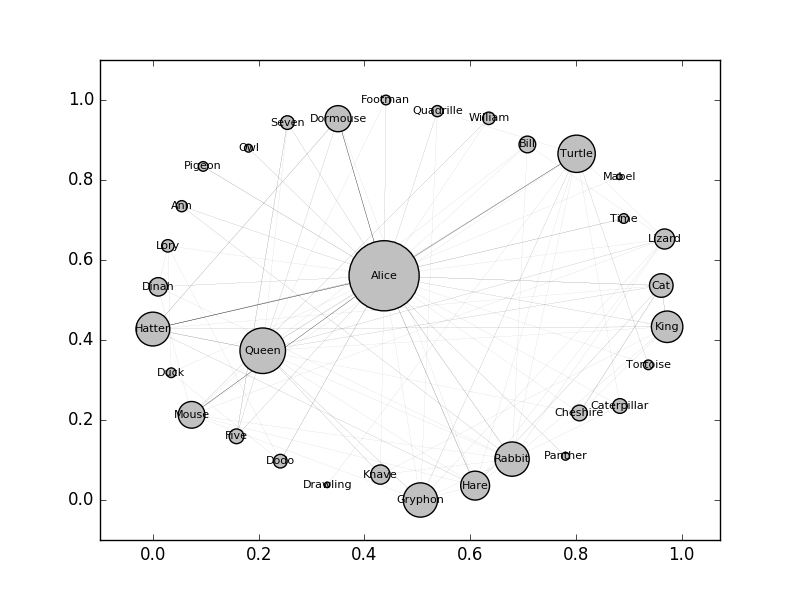 1.0
0.8
0.6
0.4
0.2
0.0
0.0
0.2
0.4
0.6
0.8
1.0
Footman
Quadrille
William
Dormouse
Seven
Owl
Pigeon
Ann
Lory
Dinah
Hatter
Duck
Mouse
Five
Dodo
Drawling
Knave
Gryphon
Hare
Rabbit
Panther
Cheshire
Caterpillar
Tortoise
King
Cat
Lizard
Time
Mabel
Turtle
Bill
Alice
Queen